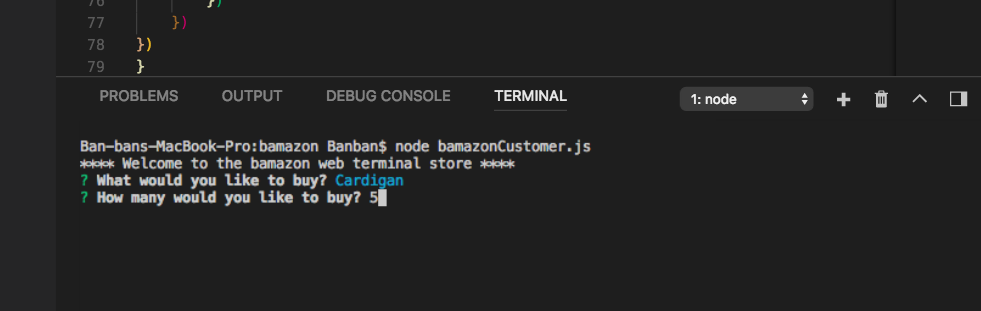 76 })
77 })
78 })
79 }
PROBLEMS OUTPUT DEBUG CONSOLE TERMINAL 1: node
Ban-bans-MacBook-Pro:bamazon Banban$ node bamazonCustomer.js
**** Welcome to the bamazon web terminal store ****
? What would you like to buy? Cardigan
? How many would you like to buy? 5